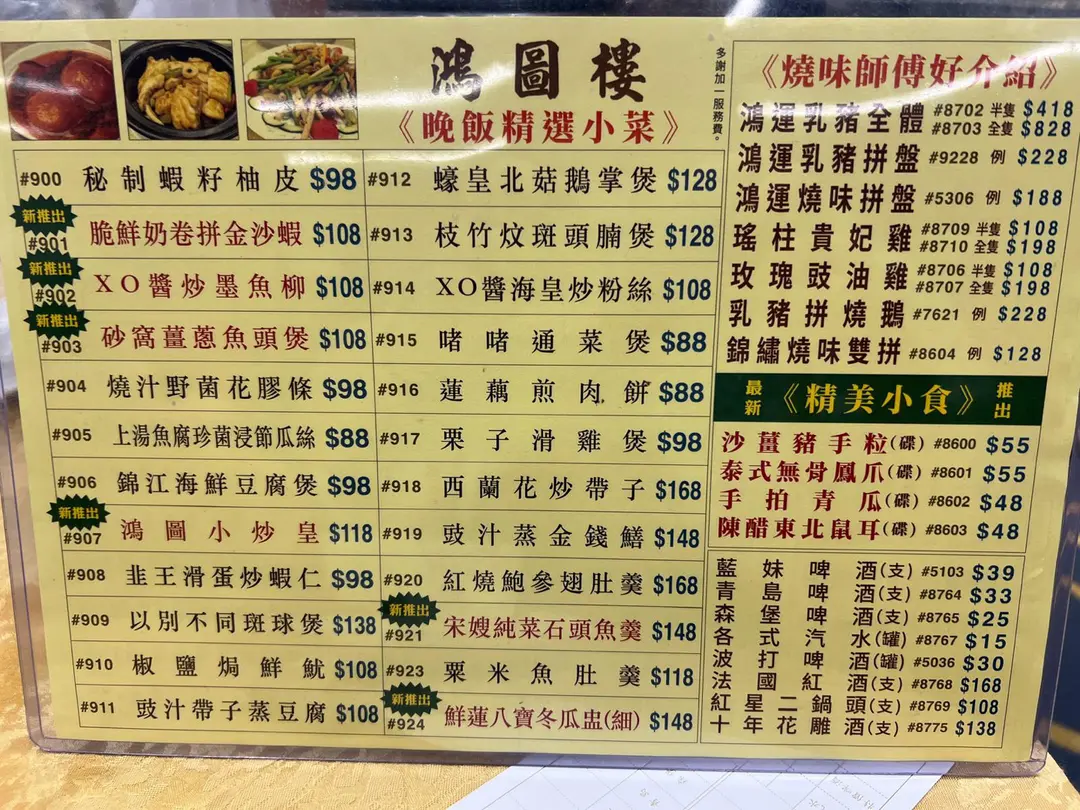 鴻圖樓
《晚飯精選小菜》
多謝加一服務費。
#900 秘制蝦籽柚皮 $98
新推出
#901 脆鮮奶卷拼金沙蝦 $108
新推出
#902 XO醬炒墨魚柳 $108
新推出
#903 砂窩薑蔥魚頭煲 $108
#904 燒汁野菌花膠條 $98
#905 上湯魚腐珍菌浸節瓜絲 $88
#906 錦江海鮮豆腐煲 $98
新推出
#907 鴻圖小炒皇 $118
#908 韭王滑蛋炒蝦仁 $98
#909 以別不同斑球煲 $138
#910 椒鹽焗鮮魷 $108
#911 豉汁帶子蒸豆腐 $108
#912 蠔皇北菇鵝掌煲 $128
#913 枝竹炆斑頭腩煲 $128
#914 XO醬海皇炒粉絲 $108
#915 啫啫通菜煲 $88
#916 蓮藕煎肉餅 $88
#917 栗子滑雞煲 $98
#918 西蘭花炒帶子 $168
#919 豉汁蒸金錢鱔 $148
#920 紅燒鮑參翅肚羹 $168
新推出
#921 宋嫂純菜石頭魚羹 $148
#923 粟米魚肚羹 $118
新推出
#924 鮮蓮八寶冬瓜盅(細) $148
《燒味師傅好介紹》
鴻運乳豬全體 #8702 半隻 $418
#8703 全隻 $828
鴻運乳豬拼盤 #9228 例 $228
鴻運燒味拼盤 #5306 例 $188
瑤柱貴妃雞 #8709 半隻 $108
#8710 全隻 $198
玫瑰豉油雞 #8706 半隻 $108
#8707 全隻 $198
乳豬拼燒鵝 #7621 例 $228
錦繡燒味雙拼 #8604 例 $128
最新《精美小食》推出
沙薑豬手粒(碟) #8600 $55
泰式無骨鳳爪(碟) #8601 $55
手拍青瓜(碟) #8602 $48
陳醋東北鼠耳(碟) #8603 $48
藍妹啤酒(支) #5103 $39
青島啤酒(支) #8764 $33
森堡啤酒(支) #8765 $25
各式汽水(罐) #8767 $15
波打啤酒(罐) #5036 $30
法國紅酒(支) #8768 $168
紅星二鍋頭(支) #8769 $108
十年花雕酒(支) #8775 $138